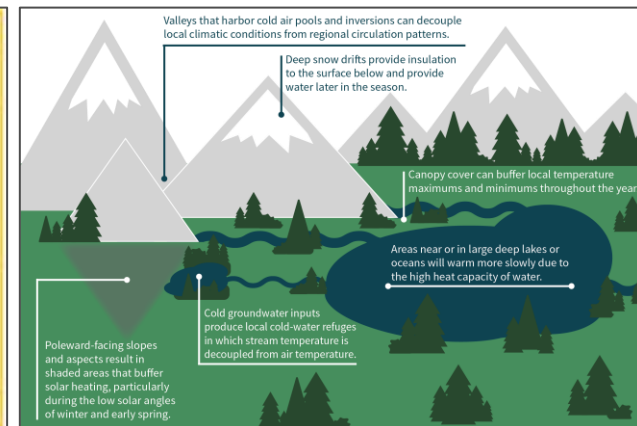 Valleys that harbor cold air pools and inversions can decouple
local climatic conditions from regional circulation patterns.
Deep snow drifts provide insulation
to the surface below and provide
water later in the season.
Canopy cover can buffer local temperature
maximums and minimums throughout the year
Areas near or in large deep lakes or
oceans will warm more slowly due to
the high heat capacity of water.
Cold groundwater inputs
produce local cold-water refuges
in which stream temperature is
decoupled from air temperature.
Poleward-facing slopes
and aspects result in
shaded areas that buffer
solar heating, particularly
during the low solar angles
of winter and early spring.